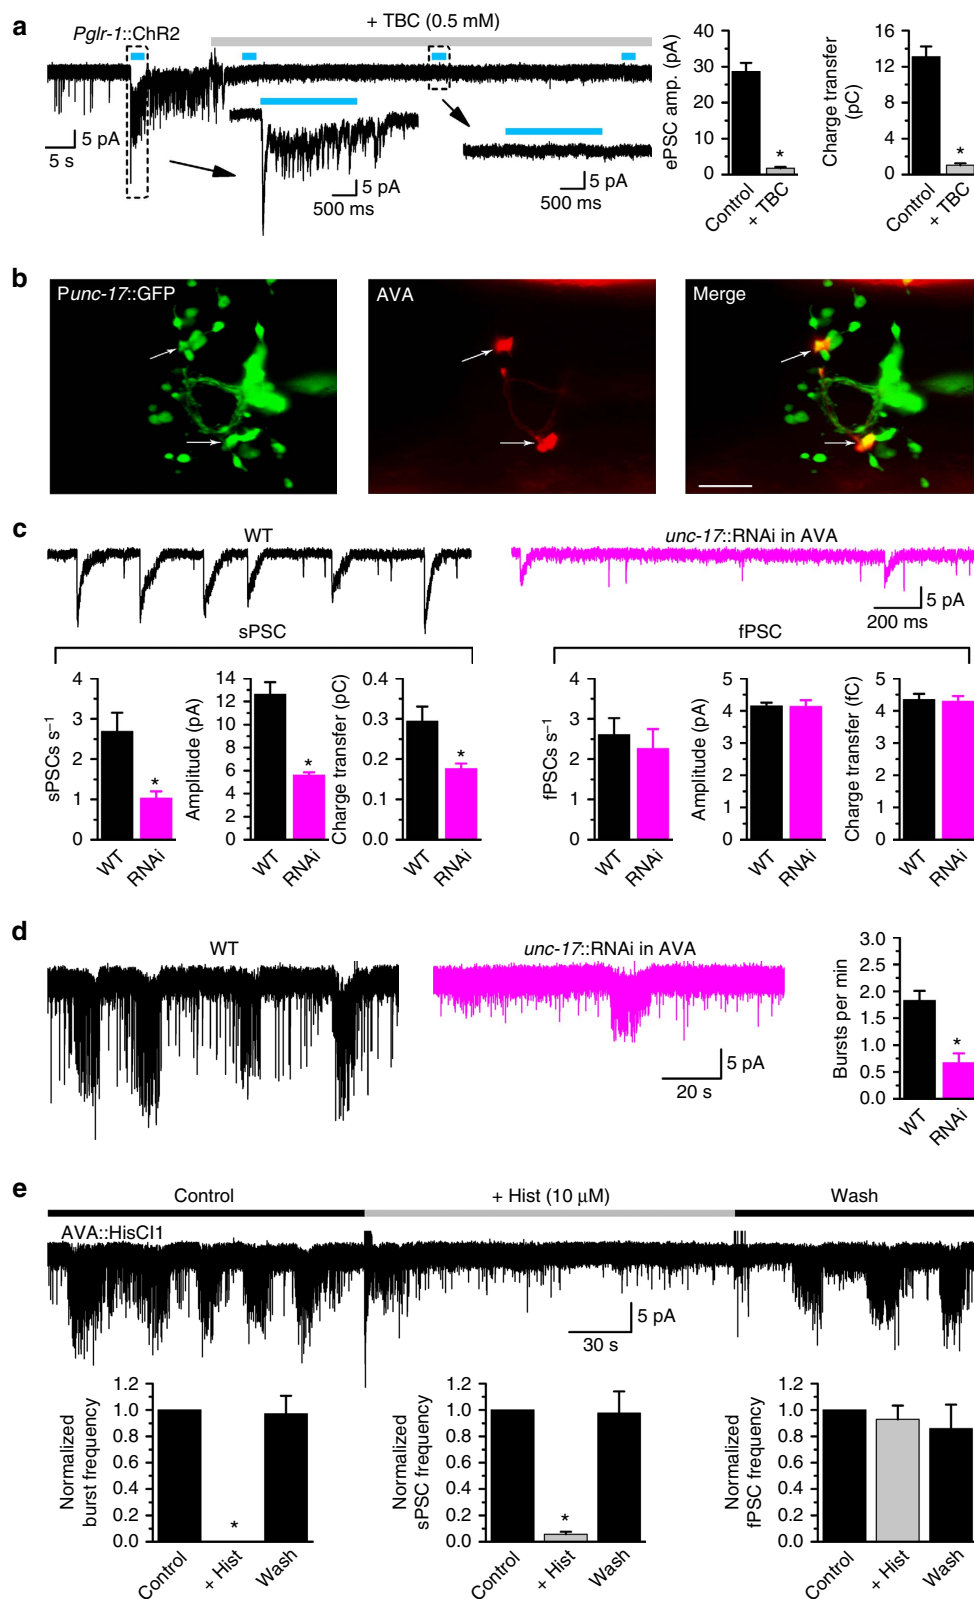 a
Pglr-1::ChR2
+ TBC (0.5 mM)
5 pA
5 s
5 pA
500 ms
5 pA
500 ms
ePSC amp. (pA)
40
30
20
10
0
Control
+ TBC
*
Charge transfer
(pC)
16
12
8
4
0
Control
+ TBC
*
b
Punc-17::GFP
AVA
Merge
c
WT
unc-17::RNAi in AVA
5 pA
200 ms
sPSC
fPSC
sPSCs s⁻¹
4
3
2
1
0
*
WT
RNAi
Amplitude (pA)
14
12
10
8
6
4
2
0
*
WT
RNAi
Charge transfer (pC)
0.4
0.3
0.2
0.1
0.0
*
WT
RNAi
fPSCs s⁻¹
4
3
2
1
0
WT
RNAi
Amplitude (pA)
5
4
3
2
1
0
WT
RNAi
Charge transfer (fC)
5
4
3
2
1
0
WT
RNAi
d
WT
unc-17::RNAi in AVA
5 pA
20 s
Bursts per min
3.0
2.5
2.0
1.5
1.0
0.5
0.0
*
WT
RNAi
e
Control
+ Hist (10 μM)
Wash
AVA::HisCl1
5 pA
30 s
Normalized
burst frequency
1.2
1.0
0.8
0.6
0.4
0.2
0.0
*
Control
+ Hist
Wash
Normalized
sPSC frequency
1.2
1.0
0.8
0.6
0.4
0.2
0.0
*
Control
+ Hist
Wash
Normalized
fPSC frequency
1.2
1.0
0.8
0.6
0.4
0.2
0.0
Control
+ Hist
Wash